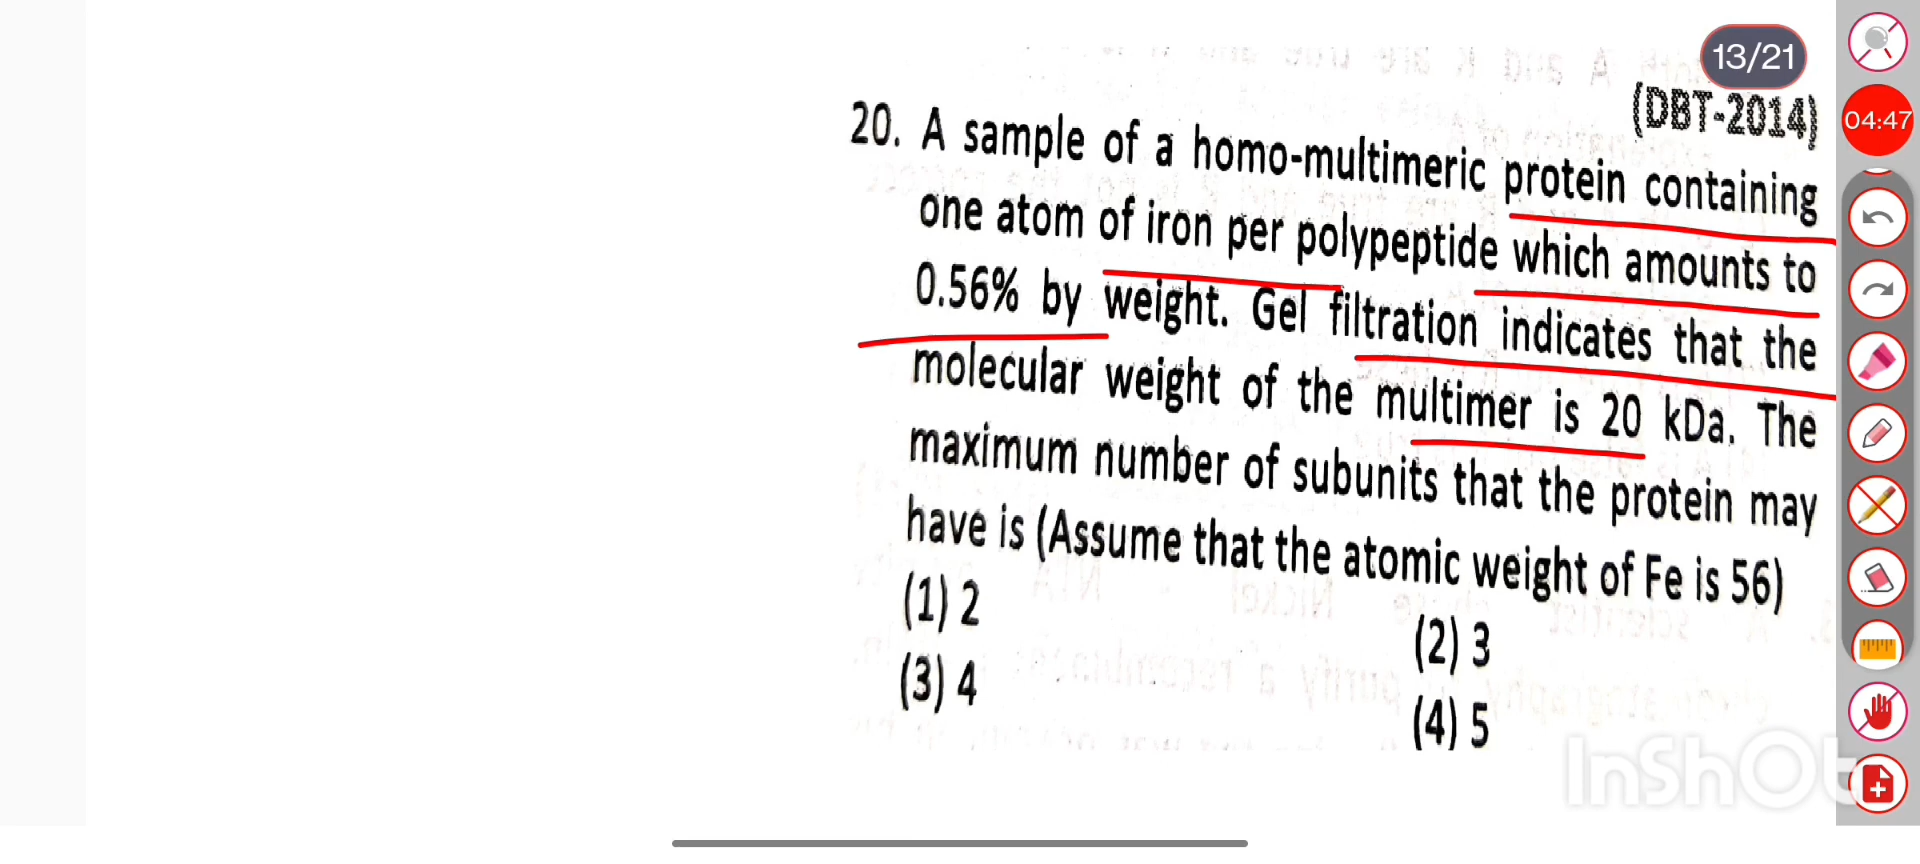 13/21
(DBT-2014)
04:47
20. A sample of a homo-multimeric protein containing
one atom of iron per polypeptide which amounts to
0.56% by weight. Gel filtration indicates that the
molecular weight of the multimer is 20 kDa. The
maximum number of subunits that the protein may
have is (Assume that the atomic weight of Fe is 56)
(1) 2
(2) 3
(3) 4
(4) 5
InShOt